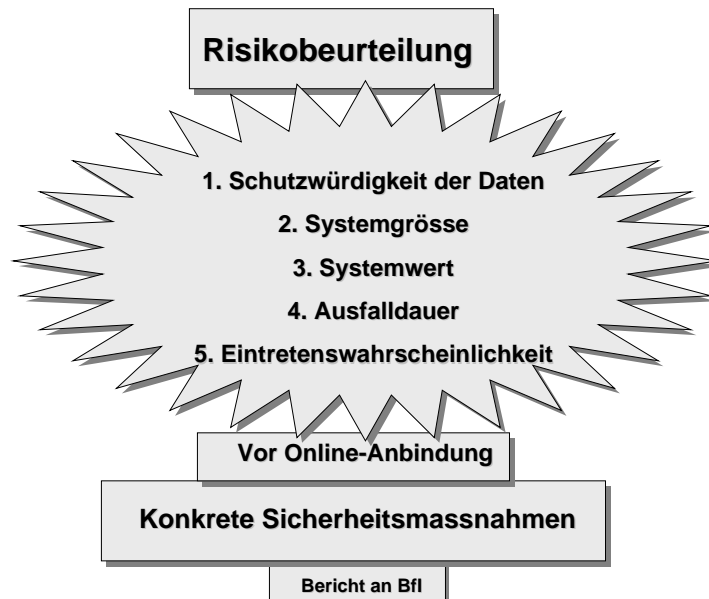 Risikobeurteilung
1. Schutzwürdigkeit der Daten
2. Systemgrösse
3. Systemwert
4. Ausfalldauer
5. Eintretenswahrscheinlichkeit
Vor Online-Anbindung
Konkrete Sicherheitsmassnahmen
Bericht an BfI